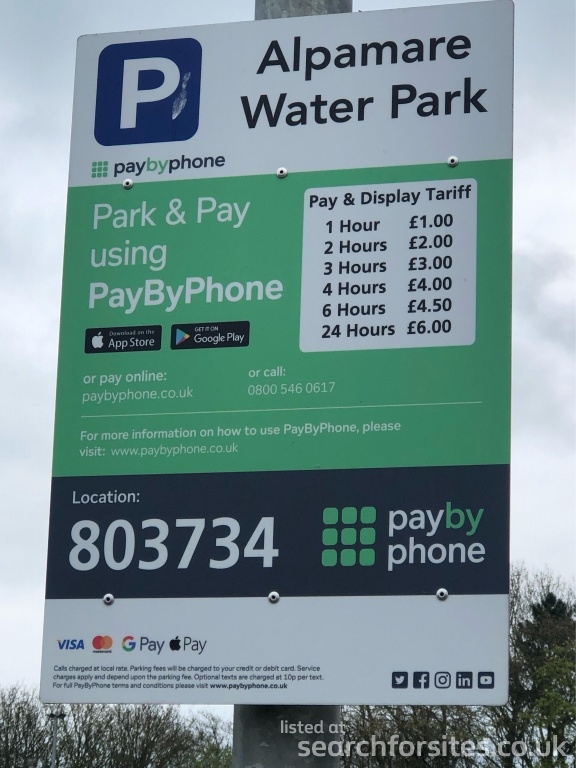 P
Alpamare
Water Park
paybyphone
Park & Pay
using
PayByPhone
Pay & Display Tariff
1 Hour £1.00
2 Hours £2.00
3 Hours £3.00
4 Hours £4.00
6 Hours £4.50
24 Hours £6.00
Download on the
App Store
GET IT ON
Google Play
or pay online:
paybyphone.co.uk
or call:
0800 546 0617
For more information on how to use PayByPhone, please
visit: www.paybyphone.co.uk
Location:
803734
pay by
phone
VISA mastercard G Pay Pay
Calls charged at local rate. Parking fees will be charged to your credit or debit card. Service
charges apply and depend upon the parking fee. Optional texts are charged at 10p per text.
For full PayByPhone terms and conditions please visit www.paybyphone.co.uk
listed at
searchforsites.co.uk